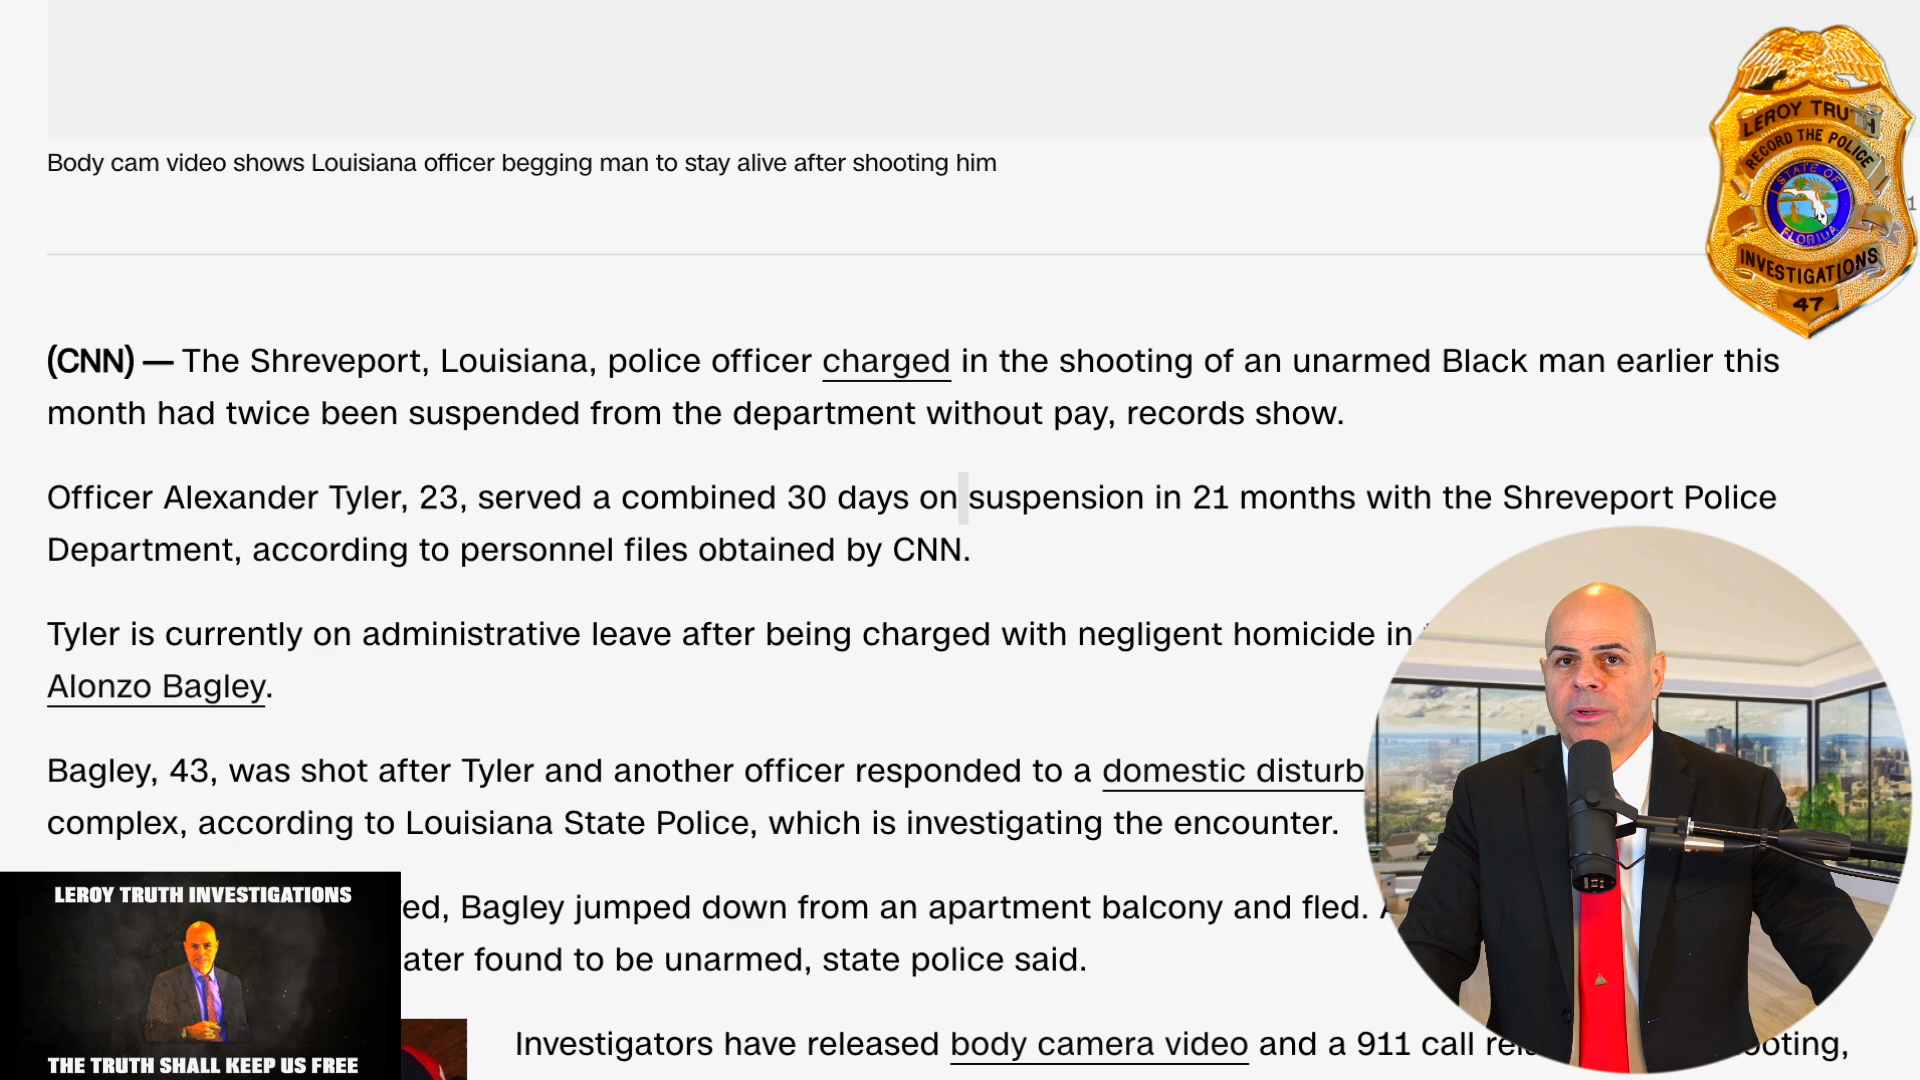 Body cam video shows Louisiana officer begging man to stay alive after shooting him
LEROY TRUTH
RECORD THE POLICE
STATE OF
FLORIDA
INVESTIGATIONS
47
1
(CNN) — The Shreveport, Louisiana, police officer charged in the shooting of an unarmed Black man earlier this
month had twice been suspended from the department without pay, records show.
Officer Alexander Tyler, 23, served a combined 30 days on suspension in 21 months with the Shreveport Police
Department, according to personnel files obtained by CNN.
Tyler is currently on administrative leave after being charged with negligent homicide in
Alonzo Bagley.
Bagley, 43, was shot after Tyler and another officer responded to a domestic disturb
complex, according to Louisiana State Police, which is investigating the encounter.
ed, Bagley jumped down from an apartment balcony and fled.
ater found to be unarmed, state police said.
Investigators have released body camera video and a 911 call rel ooting,
LEROY TRUTH INVESTIGATIONS
THE TRUTH SHALL KEEP US FREE